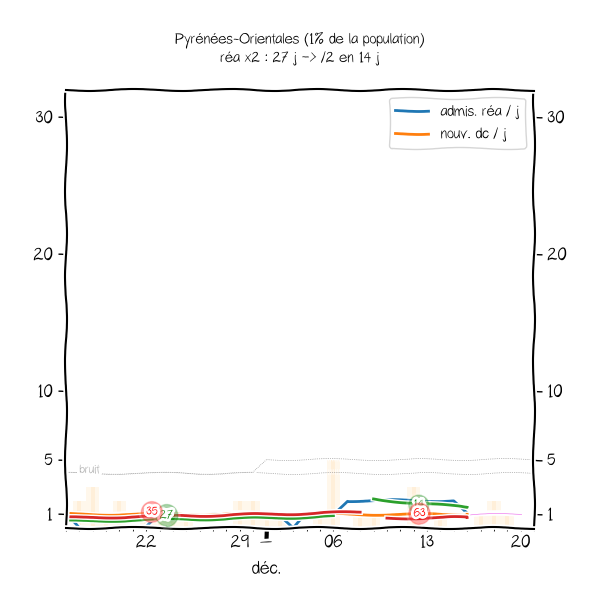 Pyrénées-Orientales (1% de la population)
réa x2 : 27 j -> /2 en 14 j
admis. réa / j
nouv. dc / j
30 30
20 20
10 10
5 5
bruit
1 1
35 27 14 63
22 29 06 13 20
déc.